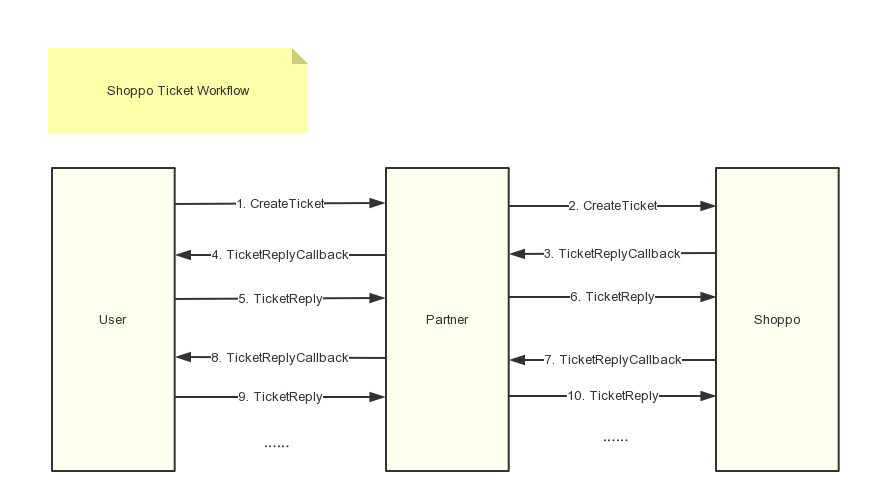 Shoppo Ticket Workflow
1. CreateTicket
2. CreateTicket
4. TicketReplyCallback
3. TicketReplyCallback
5. TicketReply
6. TicketReply
User
Partner
Shoppo
8. TicketReplyCallback
7. TicketReplyCallback
9. TicketReply
10. TicketReply
......
......